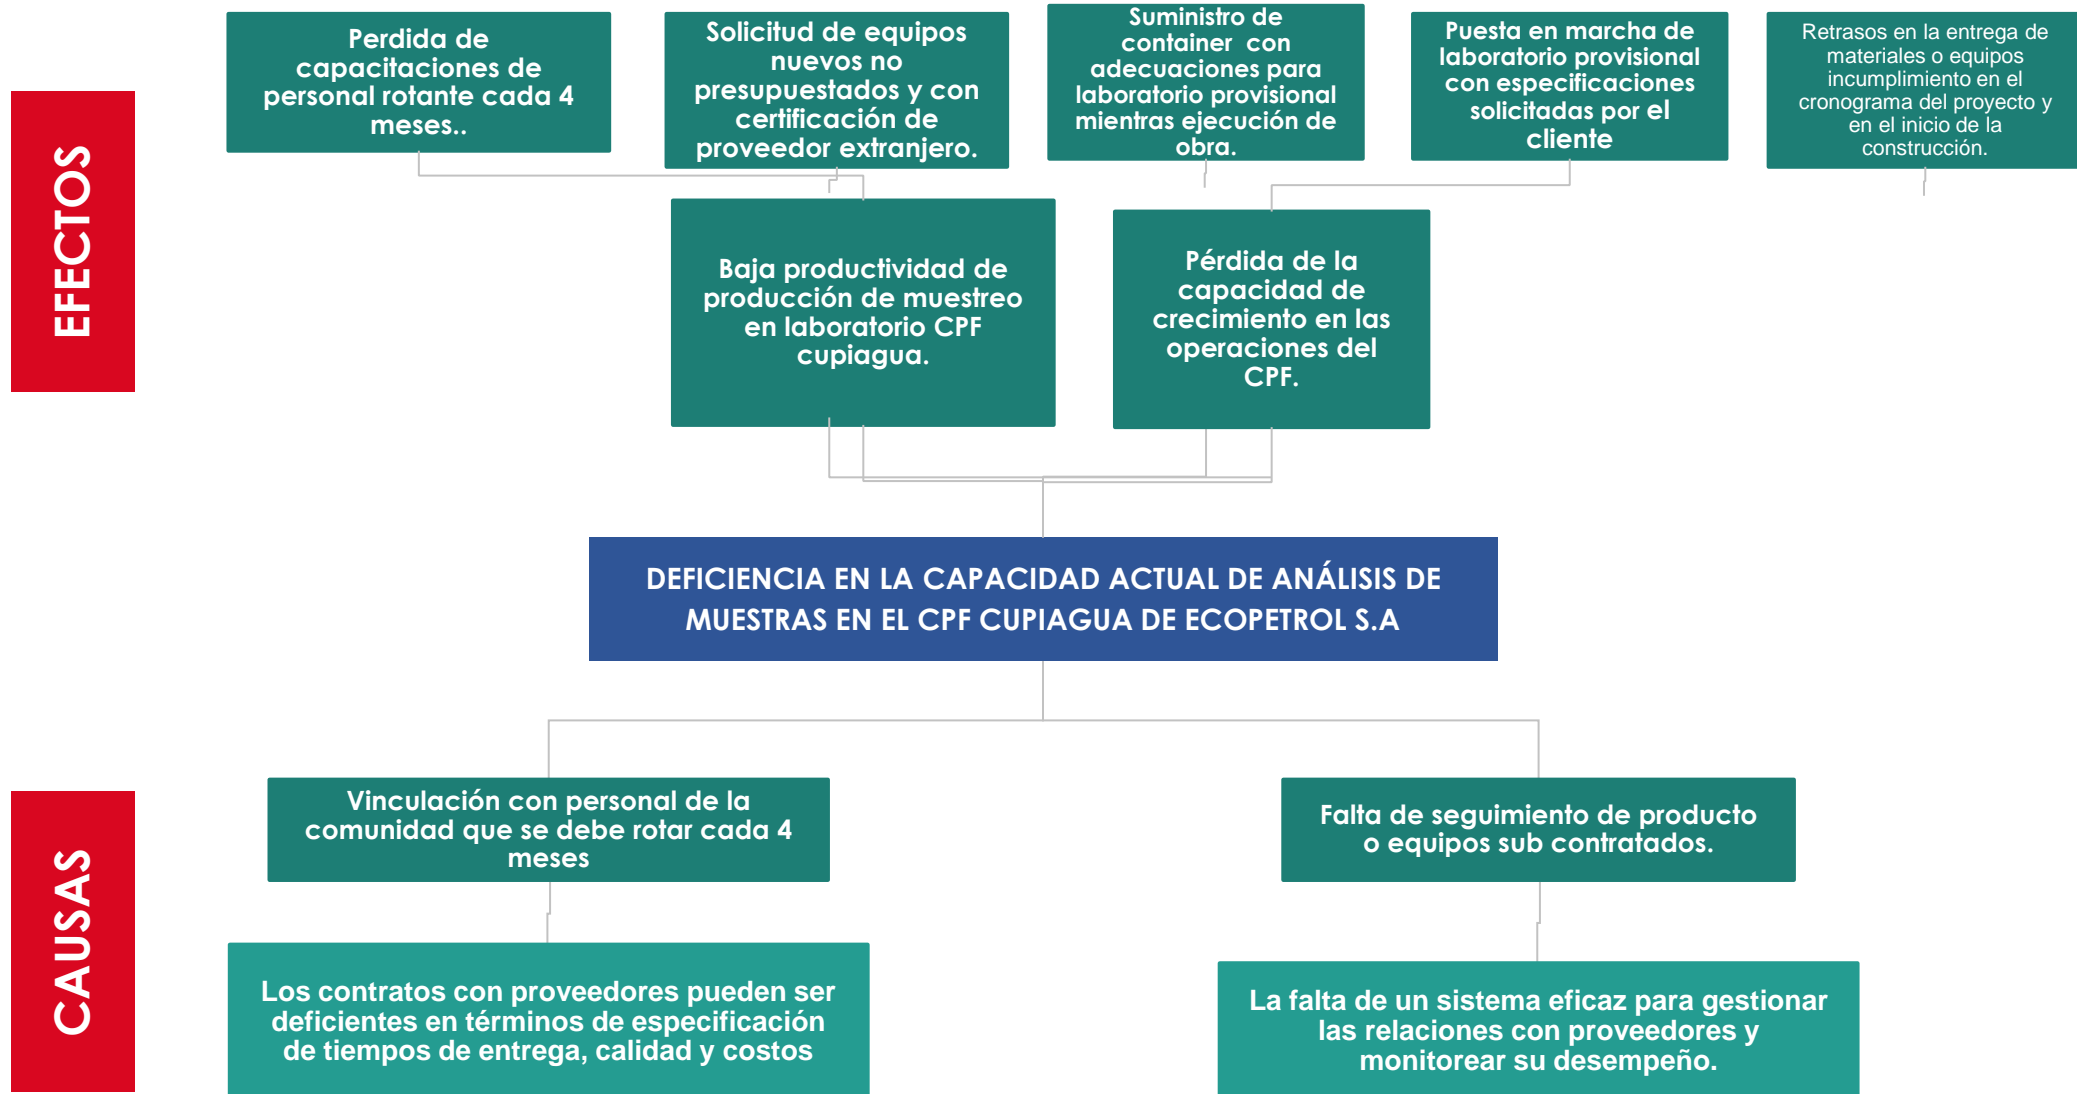 EFECTOS
Perdida de
capacitaciones de
personal rotante cada 4
meses..
Solicitud de equipos
nuevos no
presupuestados y con
certificación de
proveedor extranjero.
Suministro de
container  con
adecuaciones para
laboratorio provisional
mientras ejecución de
obra.
Puesta en marcha de
laboratorio provisional
con especificaciones
solicitadas por el
cliente
Retrasos en la entrega de
materiales o equipos
incumplimiento en el
cronograma del proyecto y
en el inicio de la
construcción.
Baja productividad de
producción de muestreo
en laboratorio CPF
cupiagua.
Pérdida de la
capacidad de
crecimiento en las
operaciones del
CPF.
DEFICIENCIA EN LA CAPACIDAD ACTUAL DE ANÁLISIS DE
MUESTRAS EN EL CPF CUPIAGUA DE ECOPETROL S.A
CAUSAS
Vinculación con personal de la
comunidad que se debe rotar cada 4
meses
Falta de seguimiento de producto
o equipos sub contratados.
Los contratos con proveedores pueden ser
deficientes en términos de especificación
de tiempos de entrega, calidad y costos
La falta de un sistema eficaz para gestionar
las relaciones con proveedores y
monitorear su desempeño.